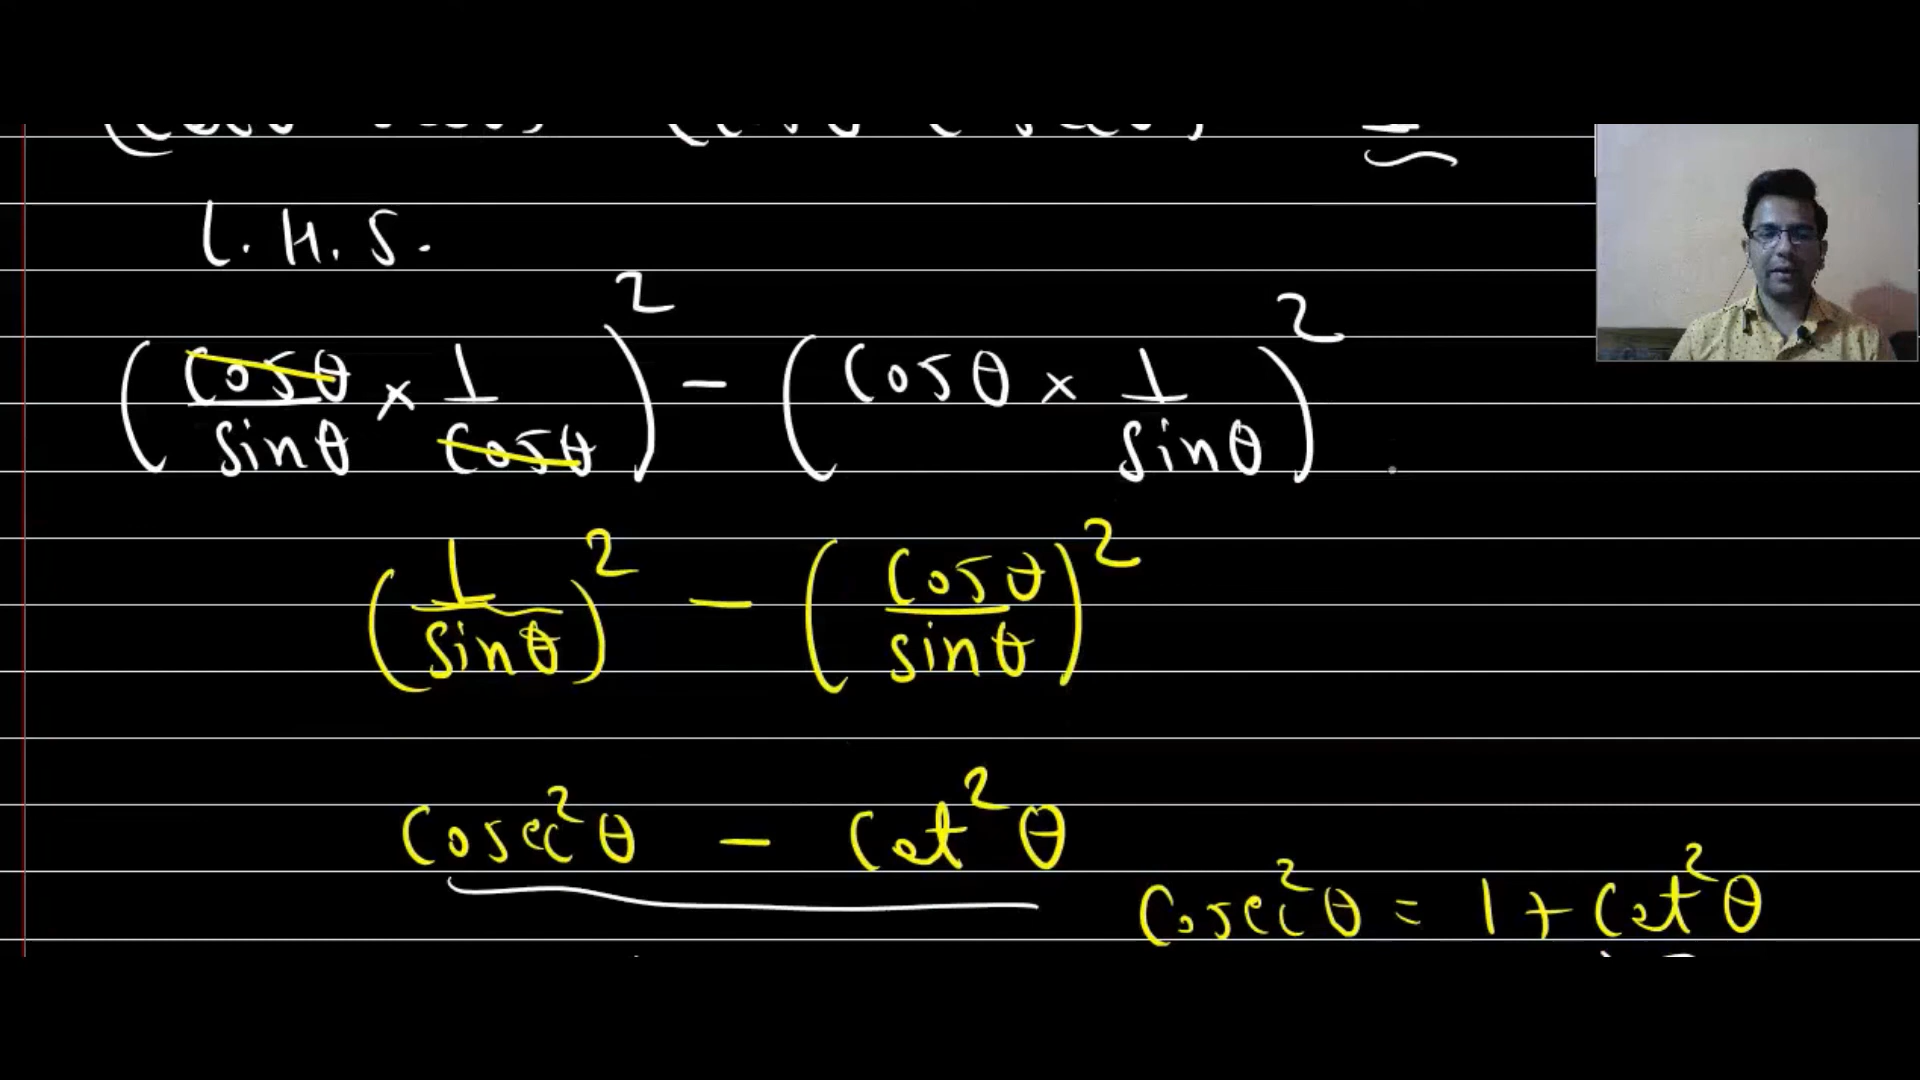 L.H.S.
(cosθ/sinθ × 1/cosθ)² − (cosθ × 1/sinθ)²
(1/sinθ)² − (cosθ/sinθ)²
Cosec²θ − Cot²θ
Cosec²θ = 1 + Cot²θ